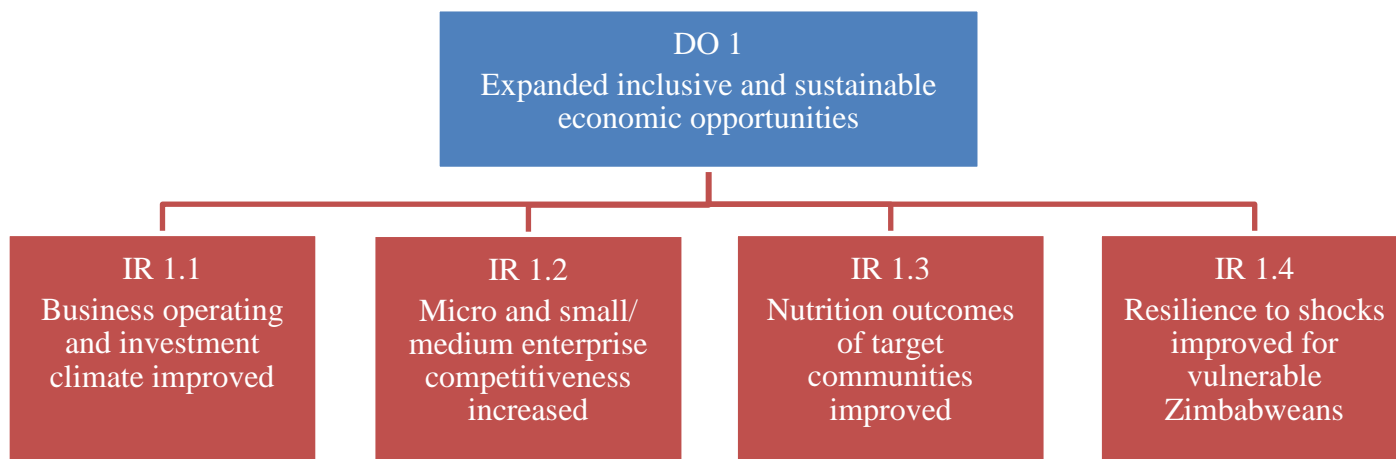 DO 1
Expanded inclusive and sustainable
economic opportunities
IR 1.1
Business operating
and investment
climate improved
IR 1.2
Micro and small/
medium enterprise
competitiveness
increased
IR 1.3
Nutrition outcomes
of target
communities
improved
IR 1.4
Resilience to shocks
improved for
vulnerable
Zimbabweans